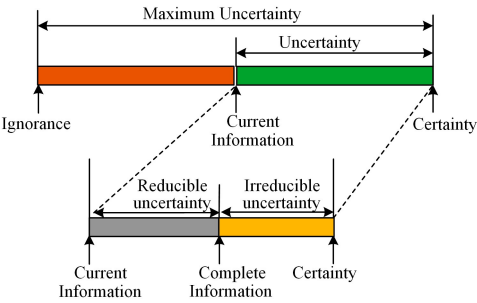 Maximum Uncertainty
Uncertainty
Ignorance
Current
Information
Certainty
Reducible
uncertainty
Irreducible
uncertainty
Current
Information
Complete
Information
Certainty